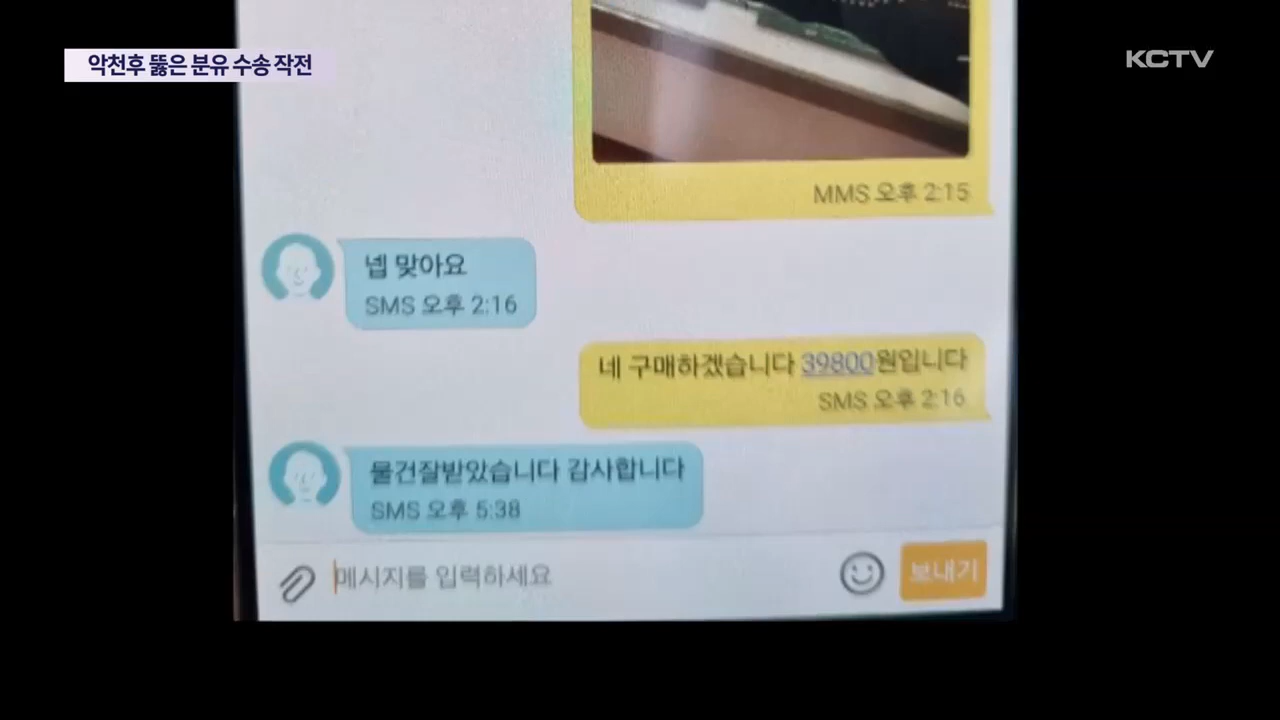 악천후 뚫은 분유 수송 작전
KCTV
MMS 오후 2:15
넵 맞아요
SMS 오후 2:16
네 구매하겠습니다 39800원입니다
SMS 오후 2:16
물건잘받았습니다 감사합니다
SMS 오후 5:38
메시지를 입력하세요
보내기